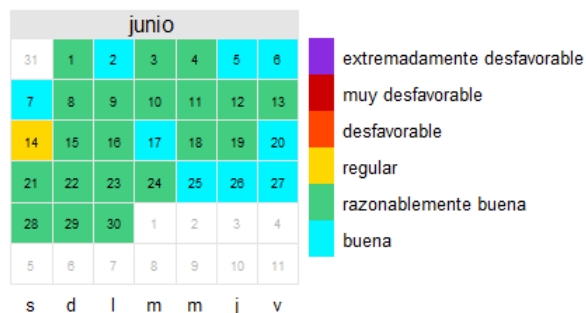 junio
31 1 2 3 4 5 6
7 8 9 10 11 12 13
14 15 16 17 18 19 20
21 22 23 24 25 26 27
28 29 30 1 2 3 4
5 6 7 8 9 10 11
s d l m m j v
extremadamente desfavorable
muy desfavorable
desfavorable
regular
razonablemente buena
buena